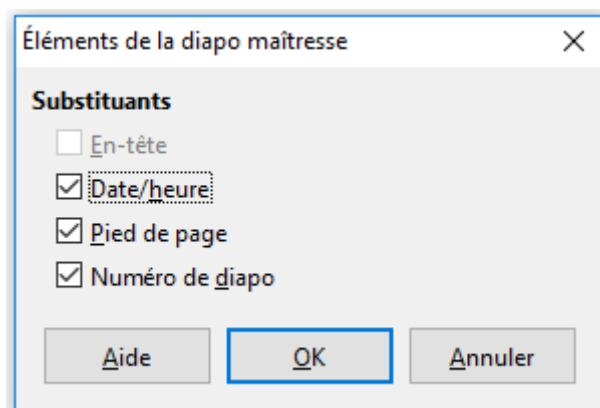 Éléments de la diapo maîtresse
Substituants
En-tête
Date/heure
Pied de page
Numéro de diapo
Aide OK Annuler